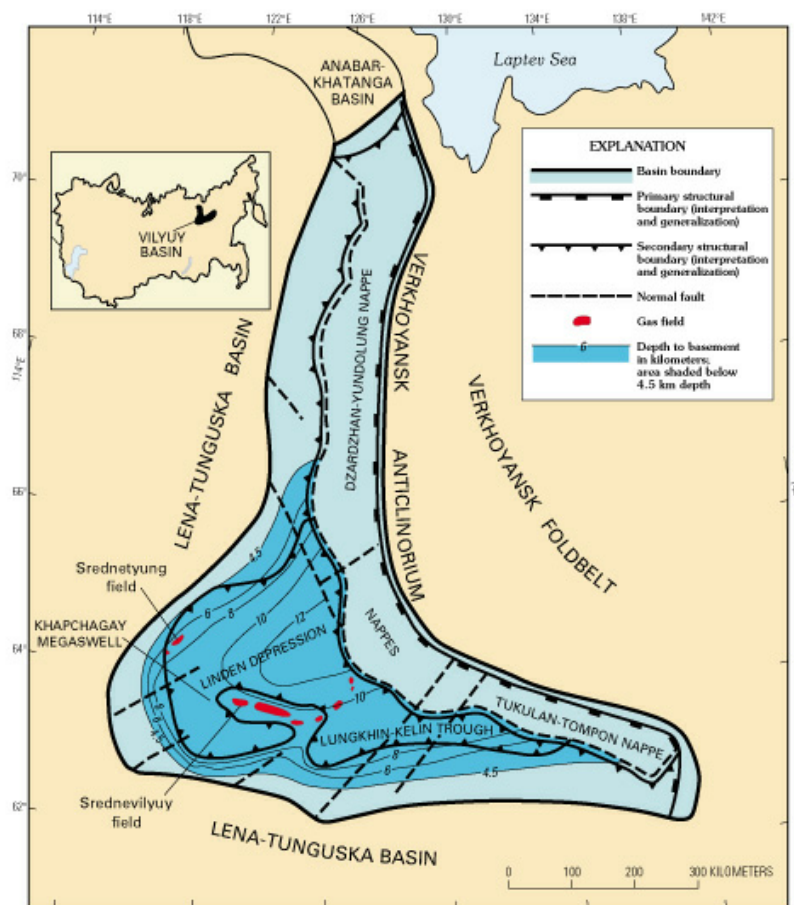 114°E
118°E
122°E
126°E
130°E
134°E
138°E
142°E
ANABAR-
KHATANGA
BASIN
Laptev Sea
EXPLANATION
Basin boundary
Primary structural
boundary (interpretation
and generalization)
Secondary structural
boundary (interpretation
and generalization)
Normal fault
Gas field
6
Depth to basement
in kilometers;
area shaded below
4.5 km depth
70°
VILYUY
BASIN
68°
114°E
66°
64°
62°
LENA-TUNGUSKA BASIN
DZARDZHAN-YUNDOLUNG NAPPE
VERKHOYANSK ANTICLINORIUM
VERKHOYANSK FOLDBELT
4.5
Srednetyung
field
6
8
10
12
KHAPCHAGAY
MEGASWELL
NAPPES
LINDEN DEPRESSION
10
TUKULAN-TOMPON NAPPE
8
6
4.5
LUNGKHIN-KELIN TROUGH
8
6
4.5
Srednevilyuy
field
LENA-TUNGUSKA BASIN
0 100 200 300 KILOMETERS